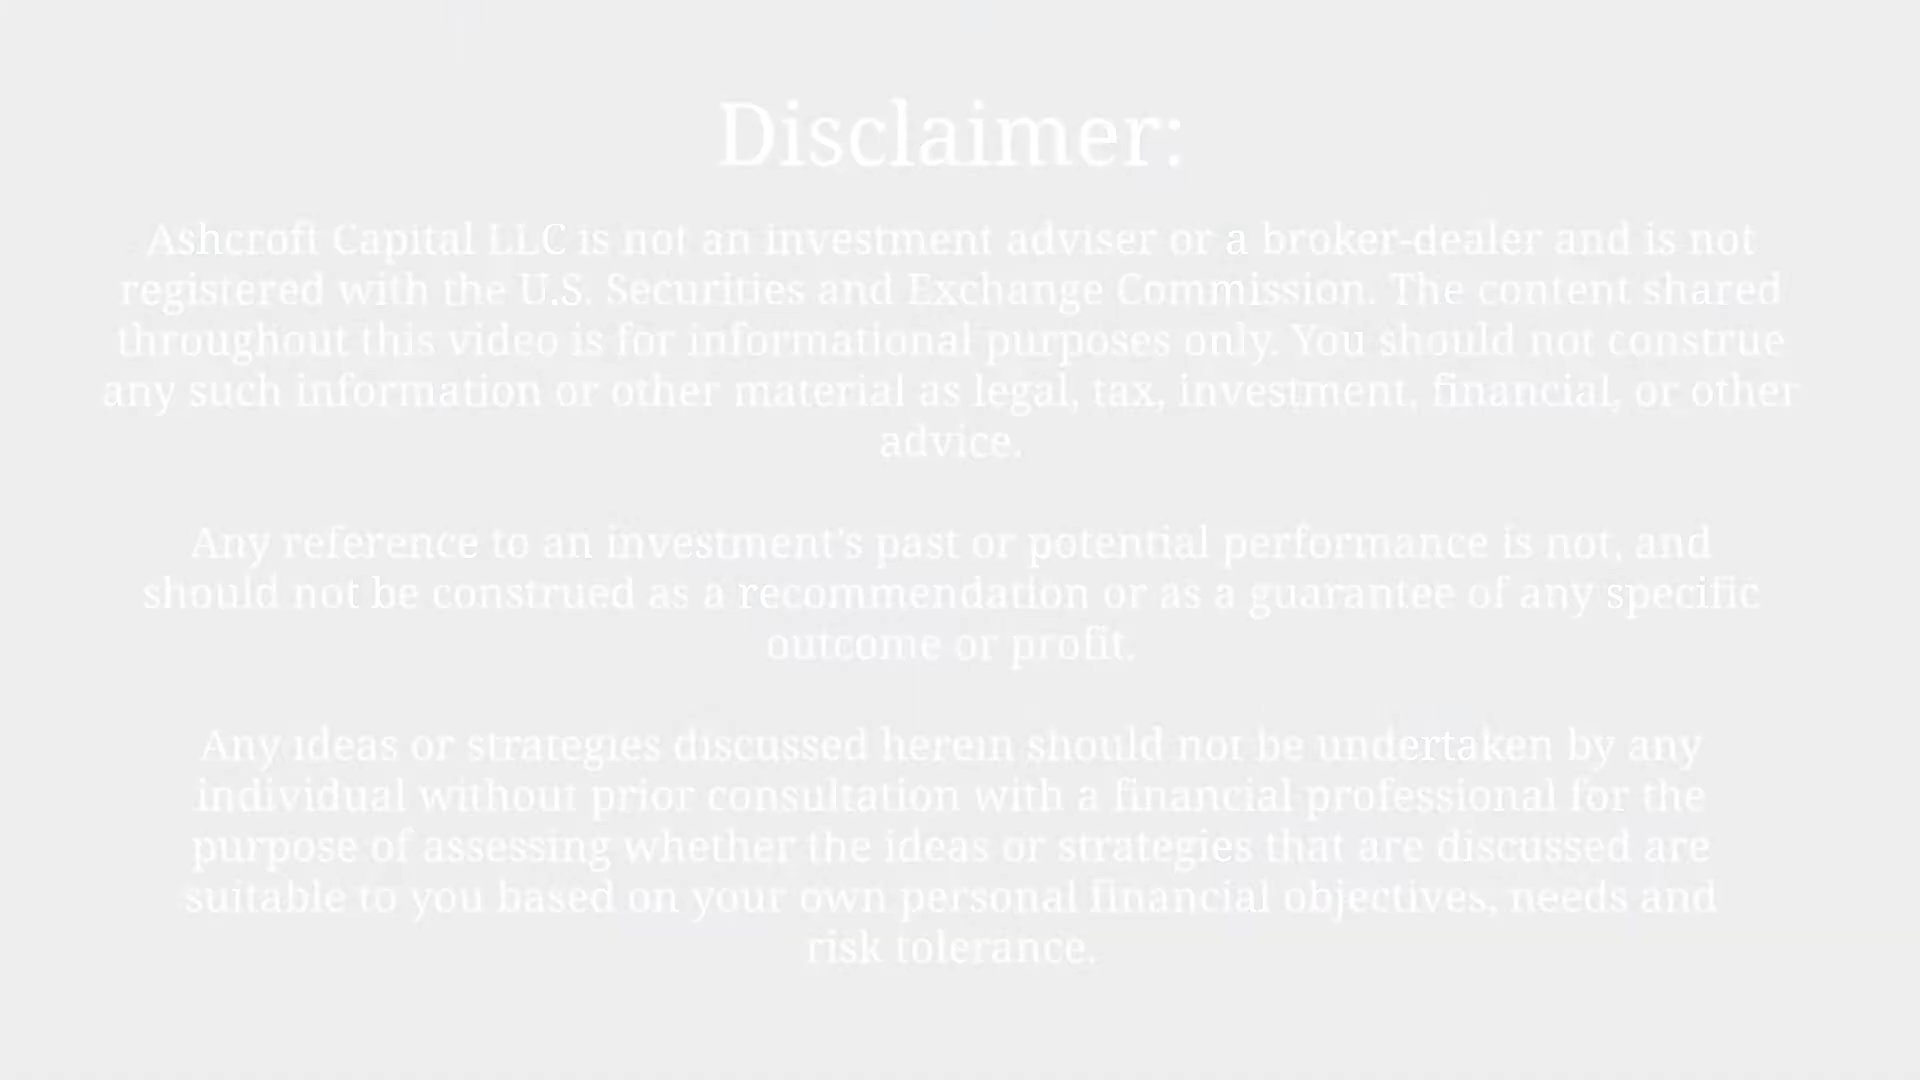 Disclaimer:
Ashcroft Capital LLC is not an investment adviser or a broker-dealer and is not
registered with the U.S. Securities and Exchange Commission. The content shared
throughout this video is for informational purposes only. You should not construe
any such information or other material as legal, tax, investment, financial, or other
advice.
Any reference to an investment's past or potential performance is not, and
should not be construed as a recommendation or as a guarantee of any specific
outcome or profit.
Any ideas or strategies discussed herein should not be undertaken by any
individual without prior consultation with a financial professional for the
purpose of assessing whether the ideas or strategies that are discussed are
suitable to you based on your own personal financial objectives, needs and
risk tolerance.